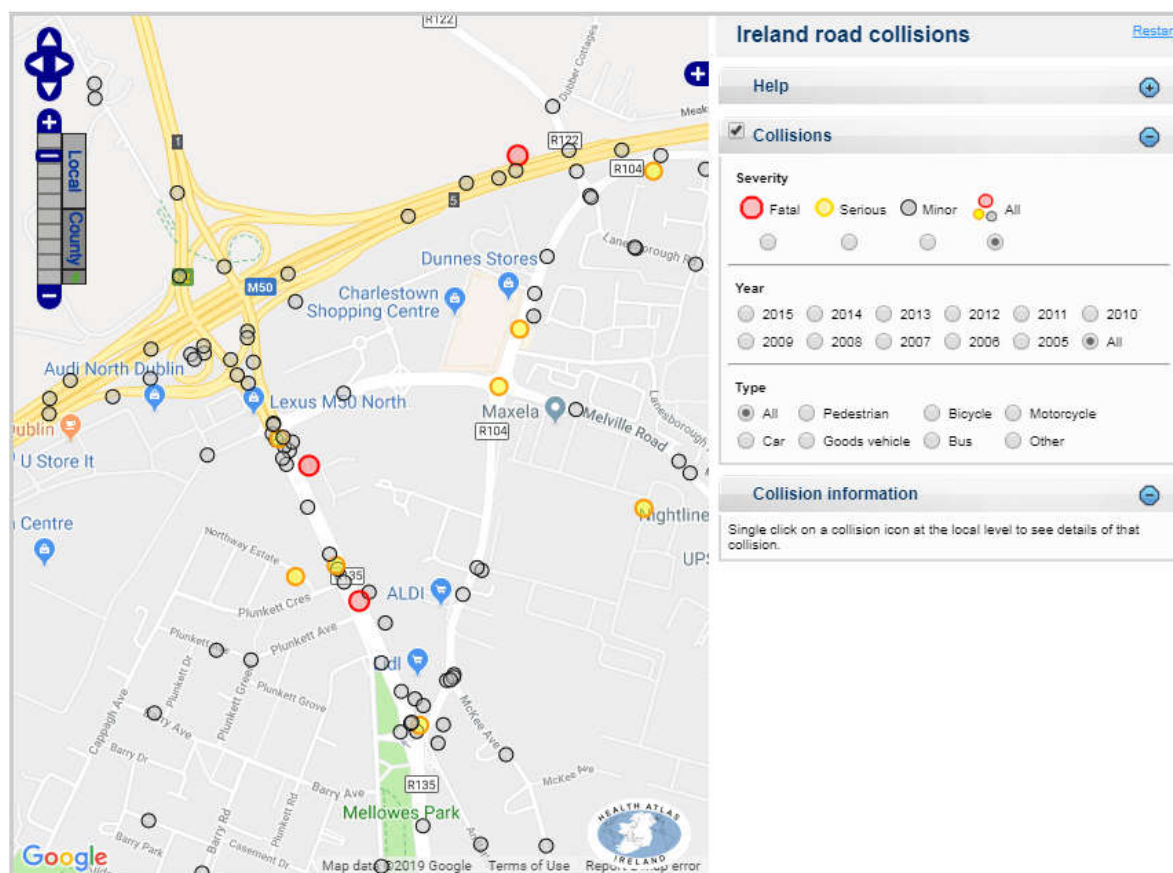 R122
Dubber Cottages
Meak
R122
R104
1
5
Local
County
Lanesborough Rd
Dunnes Stores
M50
Charlestown
Shopping Centre
Audi North Dublin
Lexus M50 North
Maxela
Melville Road
Lanesborough
Dublin
R104
U Store It
Centre
Nightline
UPS
Northway Estate
R135
Plunkett Cres
ALDI
Plunkett Ave
Plunkett Dr
Plunkett Green
Plunkett Grove
McKee Ave
Cappagh Ave
Barry Ave
Barry Dr
McKee Ave
R135
Barry Ave
Mellowes Park
Barry Rd
Plunkett Rd
Barry Park
Casement Dr
HEALTH ATLAS
IRELAND
Google
Map data ©2019 Google
Terms of Use
Report a map error
Ireland road collisions
Restar
Help
Collisions
Severity
Fatal Serious Minor All
Year
2015 2014 2013 2012 2011 2010
2009 2008 2007 2006 2005 All
Type
All Pedestrian Bicycle Motorcycle
Car Goods vehicle Bus Other
Collision information
Single click on a collision icon at the local level to see details of that
collision.